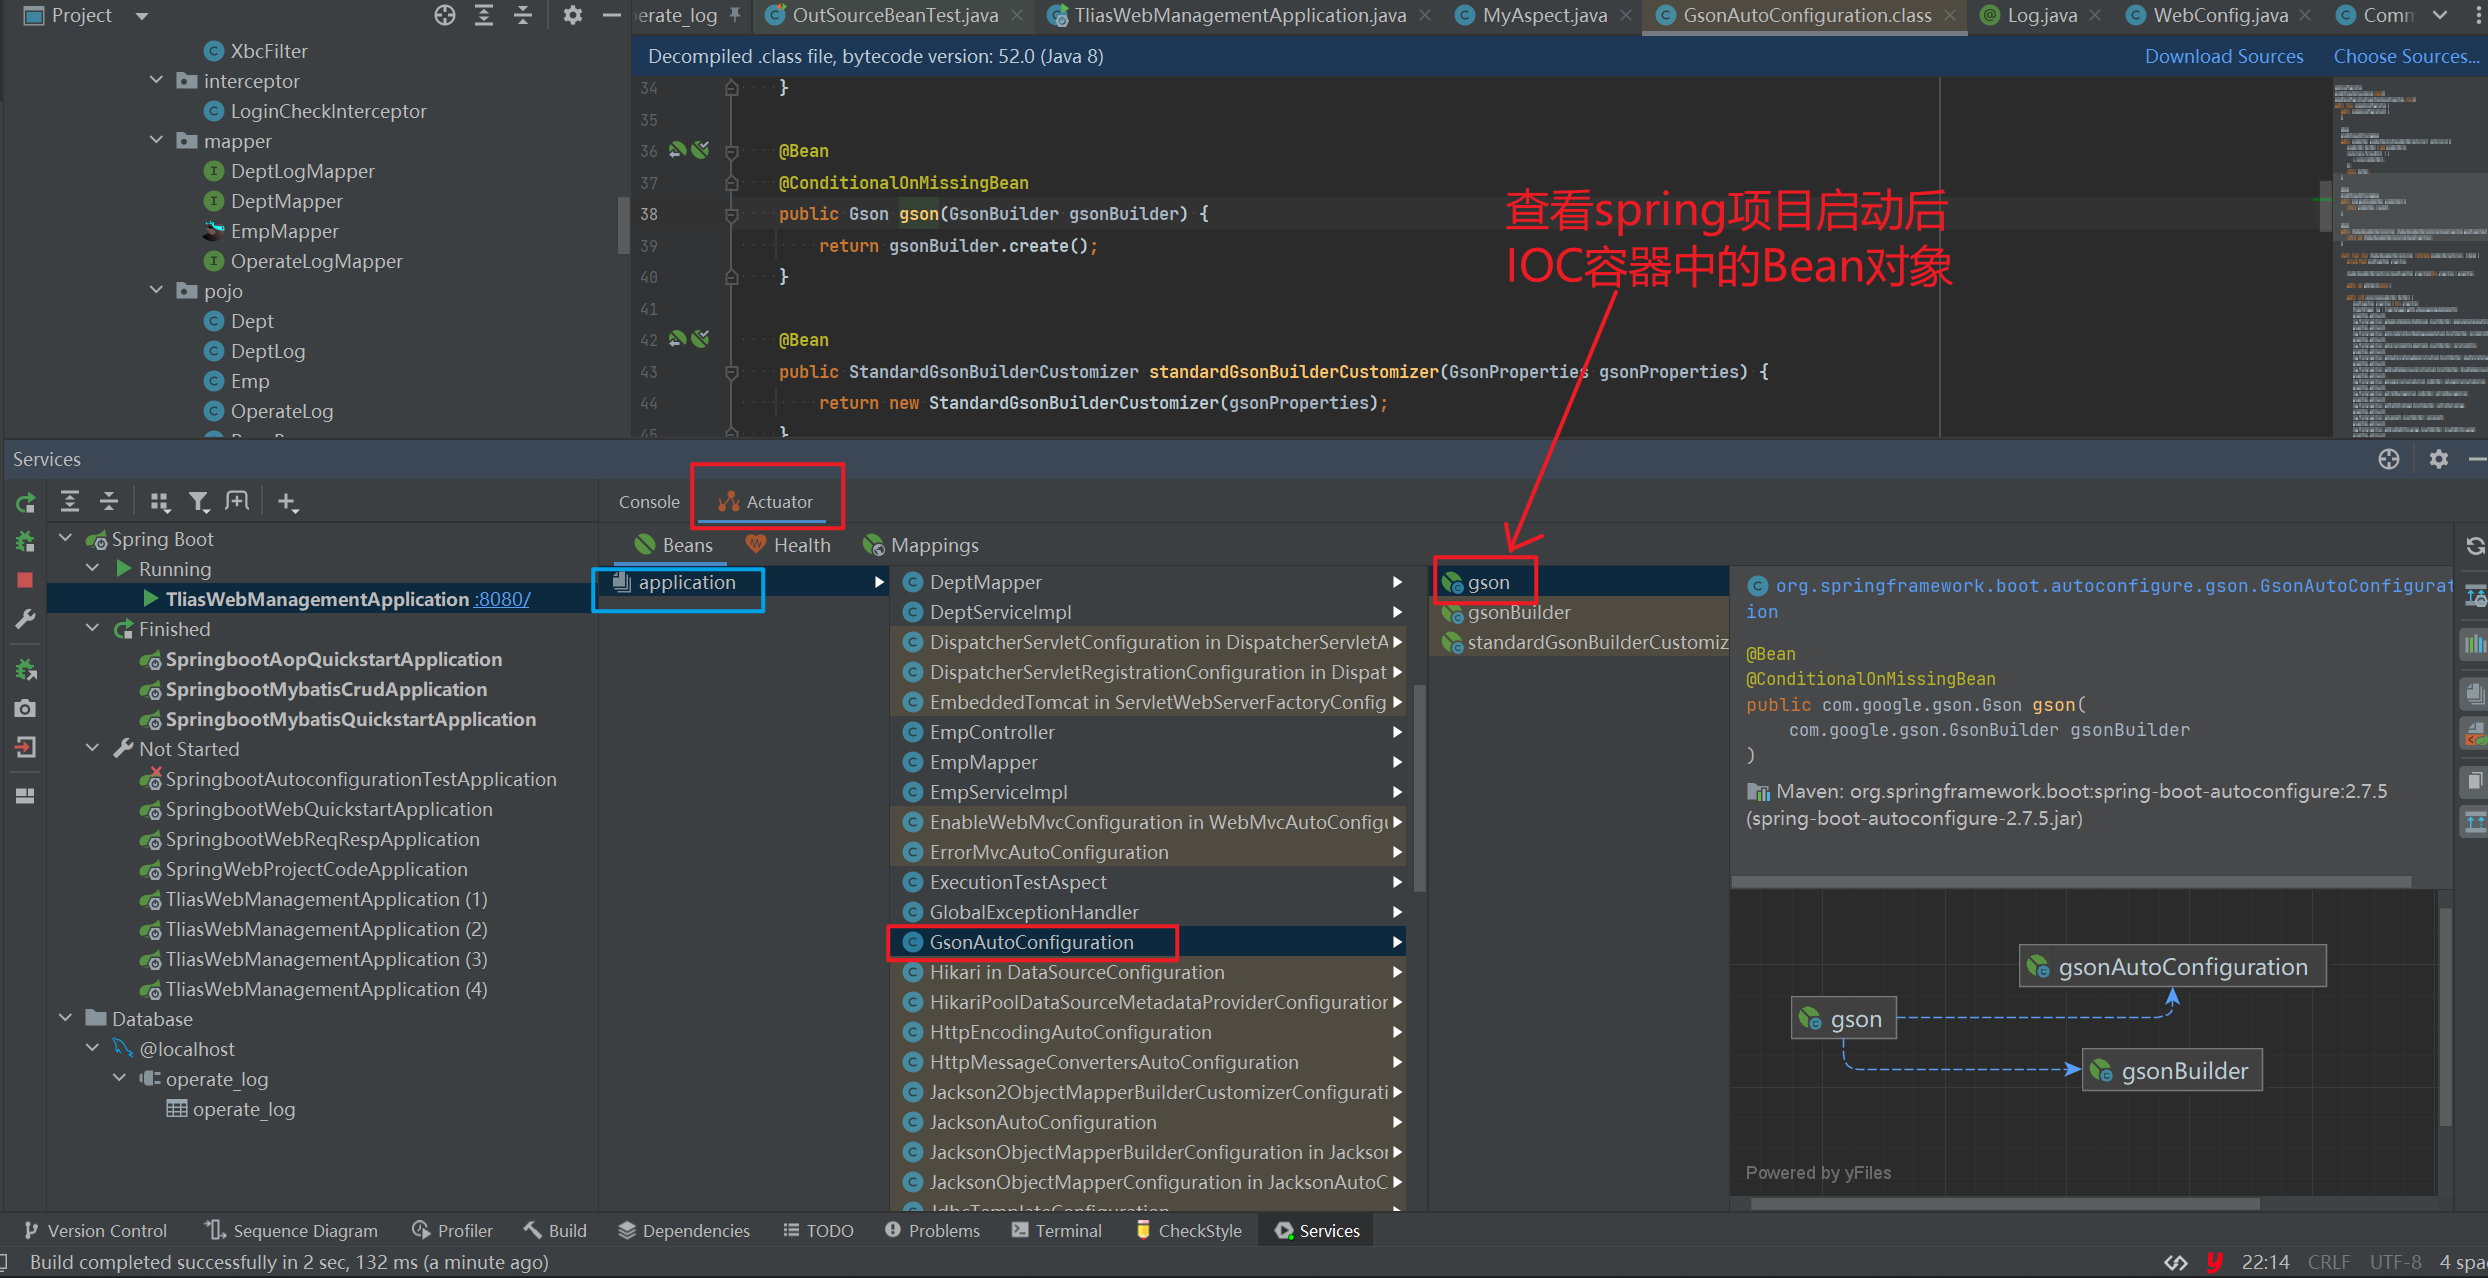 Project
erate_log
OutSourceBeanTest.java
TliasWebManagementApplication.java
MyAspect.java
GsonAutoConfiguration.class
Log.java
WebConfig.java
Comm
XbcFilter
interceptor
LoginCheckInterceptor
mapper
DeptLogMapper
DeptMapper
EmpMapper
OperateLogMapper
pojo
Dept
DeptLog
Emp
OperateLog
Decompiled .class file, bytecode version: 52.0 (Java 8)
Download Sources
Choose Sources...
34 }
35
36 @Bean
37 @ConditionalOnMissingBean
38 public Gson gson(GsonBuilder gsonBuilder) {
39 return gsonBuilder.create();
40 }
41
42 @Bean
43 public StandardGsonBuilderCustomizer standardGsonBuilderCustomizer(GsonProperties gsonProperties) {
44 return new StandardGsonBuilderCustomizer(gsonProperties);
45 }
查看spring项目启动后
IOC容器中的Bean对象
Services
Spring Boot
Running
TliasWebManagementApplication :8080/
Finished
SpringbootAopQuickstartApplication
SpringbootMybatisCrudApplication
SpringbootMybatisQuickstartApplication
Not Started
SpringbootAutoconfigurationTestApplication
SpringbootWebQuickstartApplication
SpringbootWebReqRespApplication
SpringWebProjectCodeApplication
TliasWebManagementApplication (1)
TliasWebManagementApplication (2)
TliasWebManagementApplication (3)
TliasWebManagementApplication (4)
Database
@localhost
operate_log
operate_log
Console
Actuator
Beans
Health
Mappings
application
DeptMapper
DeptServiceImpl
DispatcherServletConfiguration in DispatcherServletA
DispatcherServletRegistrationConfiguration in Dispat
EmbeddedTomcat in ServletWebServerFactoryConfig
EmpController
EmpMapper
EmpServiceImpl
EnableWebMvcConfiguration in WebMvcAutoConfigu
ErrorMvcAutoConfiguration
ExecutionTestAspect
GlobalExceptionHandler
GsonAutoConfiguration
Hikari in DataSourceConfiguration
HikariPoolDataSourceMetadataProviderConfiguration
HttpEncodingAutoConfiguration
HttpMessageConvertersAutoConfiguration
Jackson2ObjectMapperBuilderCustomizerConfigurati
JacksonAutoConfiguration
JacksonObjectMapperBuilderConfiguration in Jackson
JacksonObjectMapperConfiguration in JacksonAutoC
JdbcTemplateConfiguration
gson
gsonBuilder
standardGsonBuilderCustomiz
org.springframework.boot.autoconfigure.gson.GsonAutoConfigurat
ion
@Bean
@ConditionalOnMissingBean
public com.google.gson.Gson gson(
com.google.gson.GsonBuilder gsonBuilder
)
Maven: org.springframework.boot:spring-boot-autoconfigure:2.7.5
(spring-boot-autoconfigure-2.7.5.jar)
gsonAutoConfiguration
gson
gsonBuilder
Powered by yFiles
Version Control
Sequence Diagram
Profiler
Build
Dependencies
TODO
Problems
Terminal
CheckStyle
Services
Build completed successfully in 2 sec, 132 ms (a minute ago)
22:14
CRLF
UTF-8
4 spa